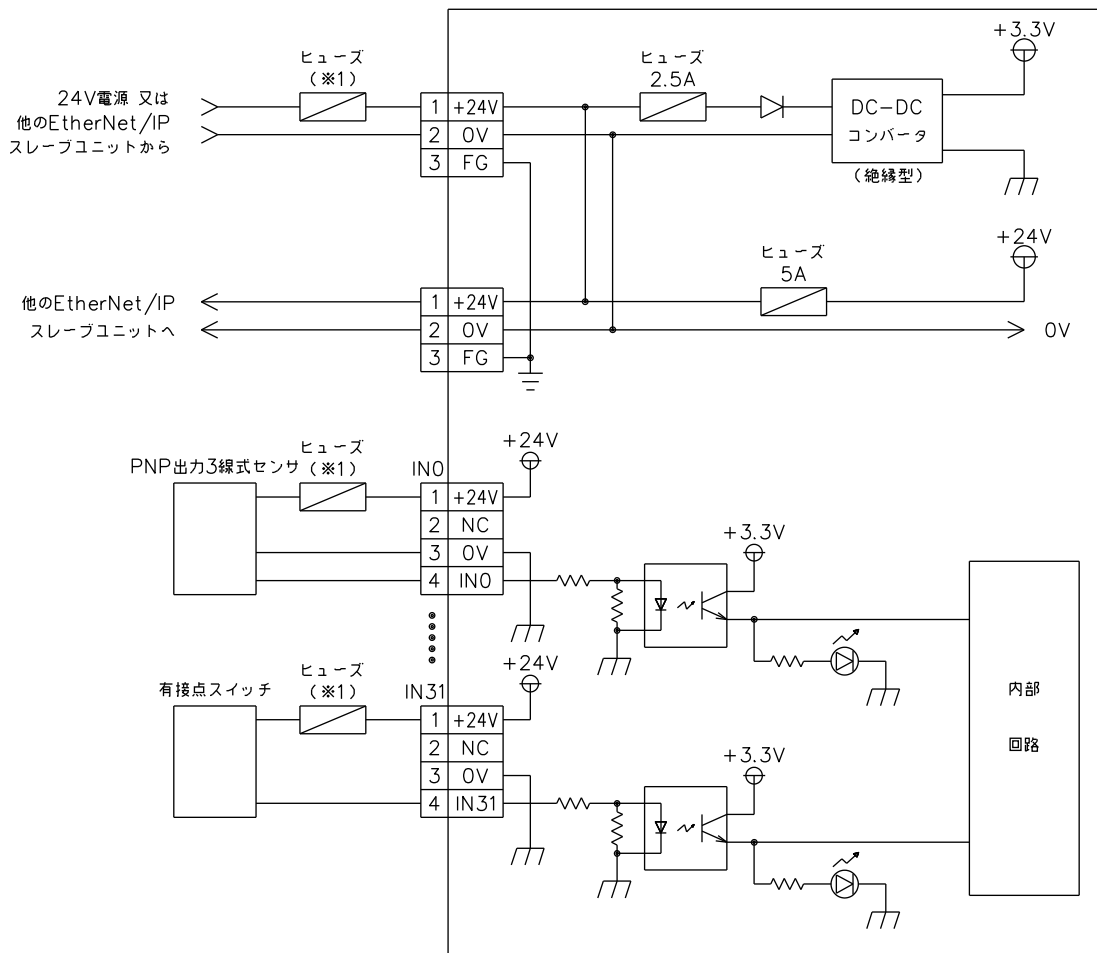 +3.3V
ヒューズ
(※1)
ヒューズ
2.5A
24V電源 又は
他のEtherNet/IP
スレーブユニットから
1 +24V
2 0V
3 FG
DC-DC
コンバータ
(絶縁型)
+24V
ヒューズ
5A
他のEtherNet/IP
スレーブユニットへ
1 +24V
2 0V
3 FG
0V
PNP出力3線式センサ
ヒューズ
(※1)
IN0
+24V
1 +24V
2 NC
3 0V
4 IN0
+3.3V
有接点スイッチ
ヒューズ
(※1)
IN31
+24V
1 +24V
2 NC
3 0V
4 IN31
+3.3V
内部
回路